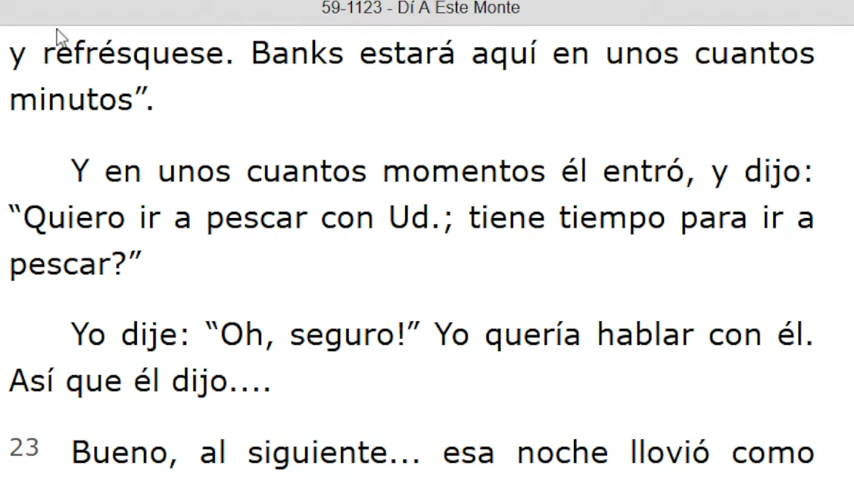 59-1123 - Dí A Este Monte
y refrésquese. Banks estará aquí en unos cuantos
minutos”.
Y en unos cuantos momentos él entró, y dijo:
“Quiero ir a pescar con Ud.; tiene tiempo para ir a
pescar?”
Yo dije: “Oh, seguro!” Yo quería hablar con él.
Así que él dijo....
23 Bueno, al siguiente... esa noche llovió como